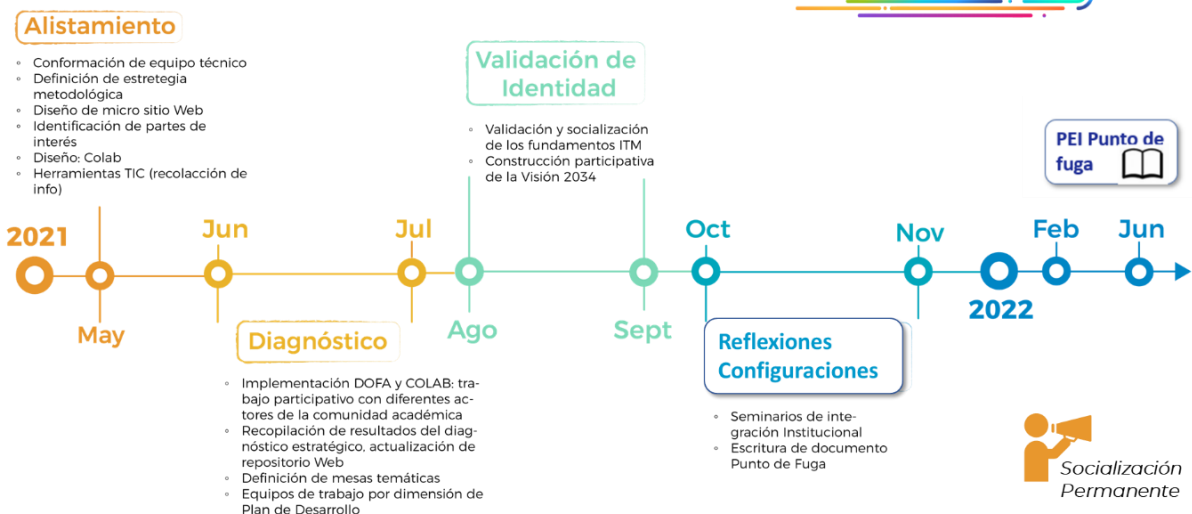 Alistamiento
◦ Conformación de equipo técnico
◦ Definición de estretegia
metodológica
◦ Diseño de micro sitio Web
◦ Identificación de partes de
interés
◦ Diseño: Colab
◦ Herramientas TIC (recolacción de
info)
Validación de
Identidad
◦ Validación y socialización
de los fundamentos ITM
◦ Construcción participativa
de la Visión 2034
PEI Punto de
fuga
2021
Jun
Jul
Oct
Nov
Feb
Jun
May
Ago
Sept
2022
Diagnóstico
◦ Implementación DOFA y COLAB: tra-
bajo participativo con diferentes ac-
tores de la comunidad académica
◦ Recopilación de resultados del diag-
nóstico estratégico, actualización de
repositorio Web
◦ Definición de mesas temáticas
◦ Equipos de trabajo por dimensión de
Plan de Desarrollo
Reflexiones
Configuraciones
◦ Seminarios de inte-
gración Institucional
◦ Escritura de documento
Punto de Fuga
Socialización
Permanente